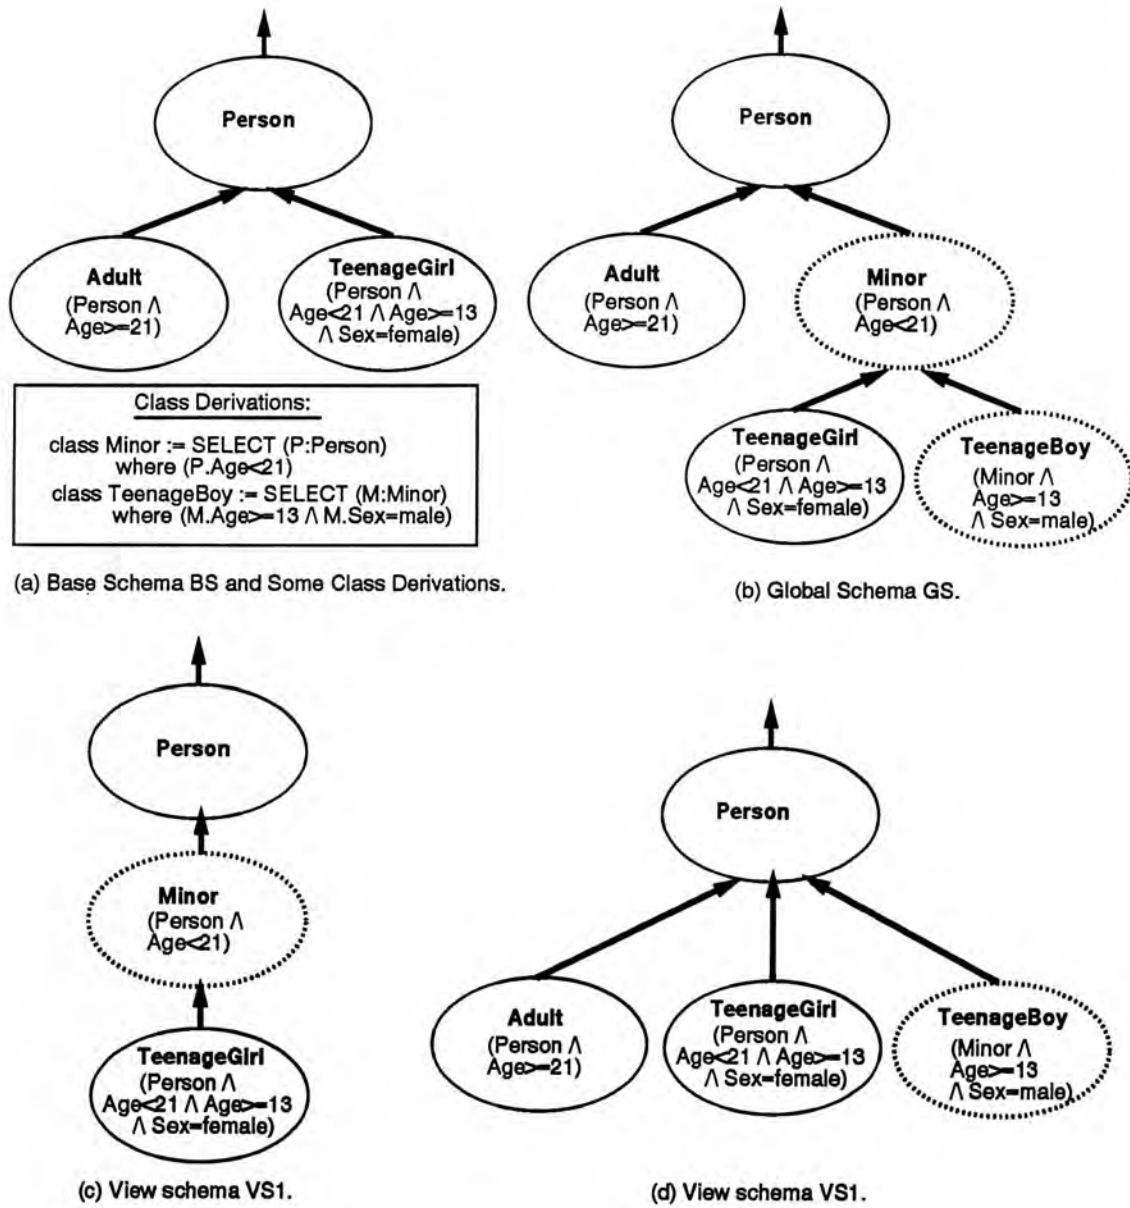 Person
Adult
(Person ∧
Age>=21)
TeenageGirl
(Person ∧
Age<21 ∧ Age>=13
∧ Sex=female)
Class Derivations:
class Minor := SELECT (P:Person)
where (P.Age<21)
class TeenageBoy := SELECT (M:Minor)
where (M.Age>=13 ∧ M.Sex=male)
(a) Base Schema BS and Some Class Derivations.
Person
Adult
(Person ∧
Age>=21)
Minor
(Person ∧
Age<21)
TeenageGirl
(Person ∧
Age<21 ∧ Age>=13
∧ Sex=female)
TeenageBoy
(Minor ∧
Age>=13
∧ Sex=male)
(b) Global Schema GS.
Person
Minor
(Person ∧
Age<21)
TeenageGirl
(Person ∧
Age<21 ∧ Age>=13
∧ Sex=female)
(c) View schema VS1.
Person
Adult
(Person ∧
Age>=21)
TeenageGirl
(Person ∧
Age<21 ∧ Age>=13
∧ Sex=female)
TeenageBoy
(Minor ∧
Age>=13
∧ Sex=male)
(d) View schema VS1.